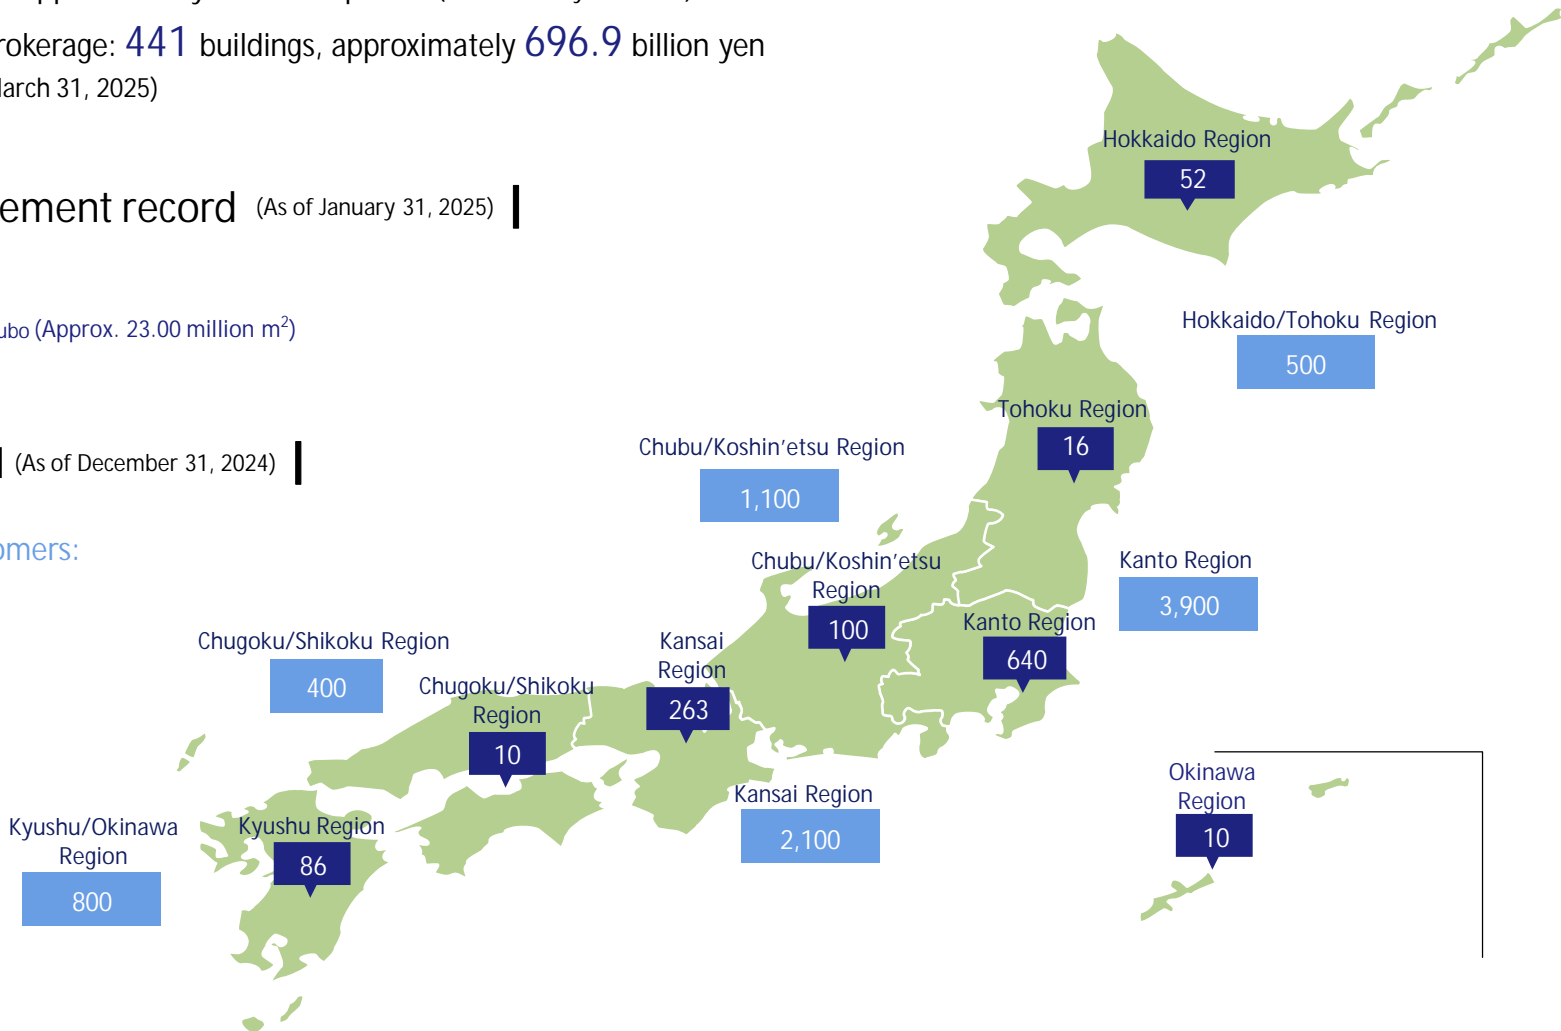 rokerage: 441 buildings, approximately 696.9 billion yen
March 31, 2025)
ement record (As of January 31, 2025)
ubo (Approx. 23.00 million m²)
(As of December 31, 2024)
omers:
Hokkaido Region
52
Hokkaido/Tohoku Region
500
Tohoku Region
16
Chubu/Koshin'etsu Region
1,100
Chubu/Koshin'etsu
Region
100
Kanto Region
3,900
Kanto Region
640
Kansai
Region
263
Chugoku/Shikoku Region
400
Chugoku/Shikoku
Region
10
Kansai Region
2,100
Kyushu/Okinawa
Region
800
Kyushu Region
86
Okinawa
Region
10